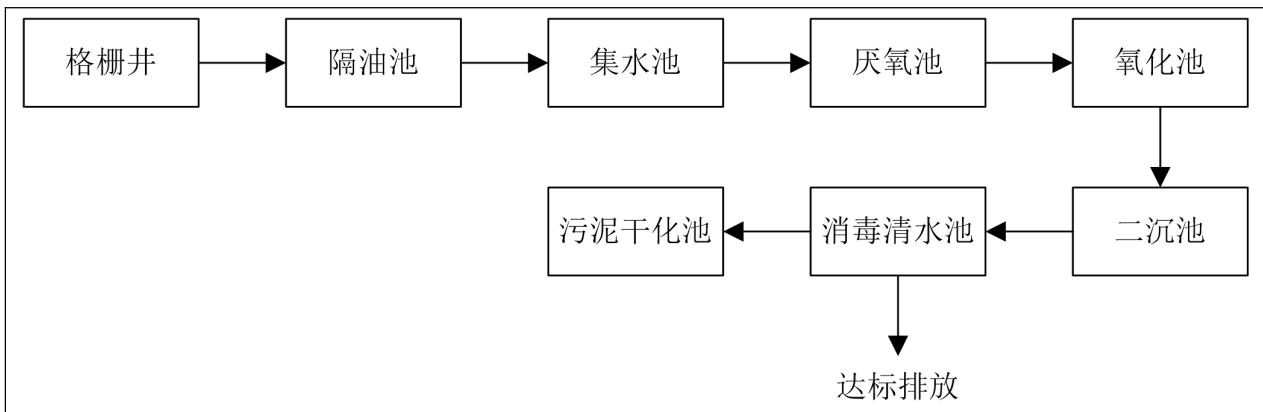 格栅井
隔油池
集水池
厌氧池
氧化池
污泥干化池
消毒清水池
二沉池
达标排放